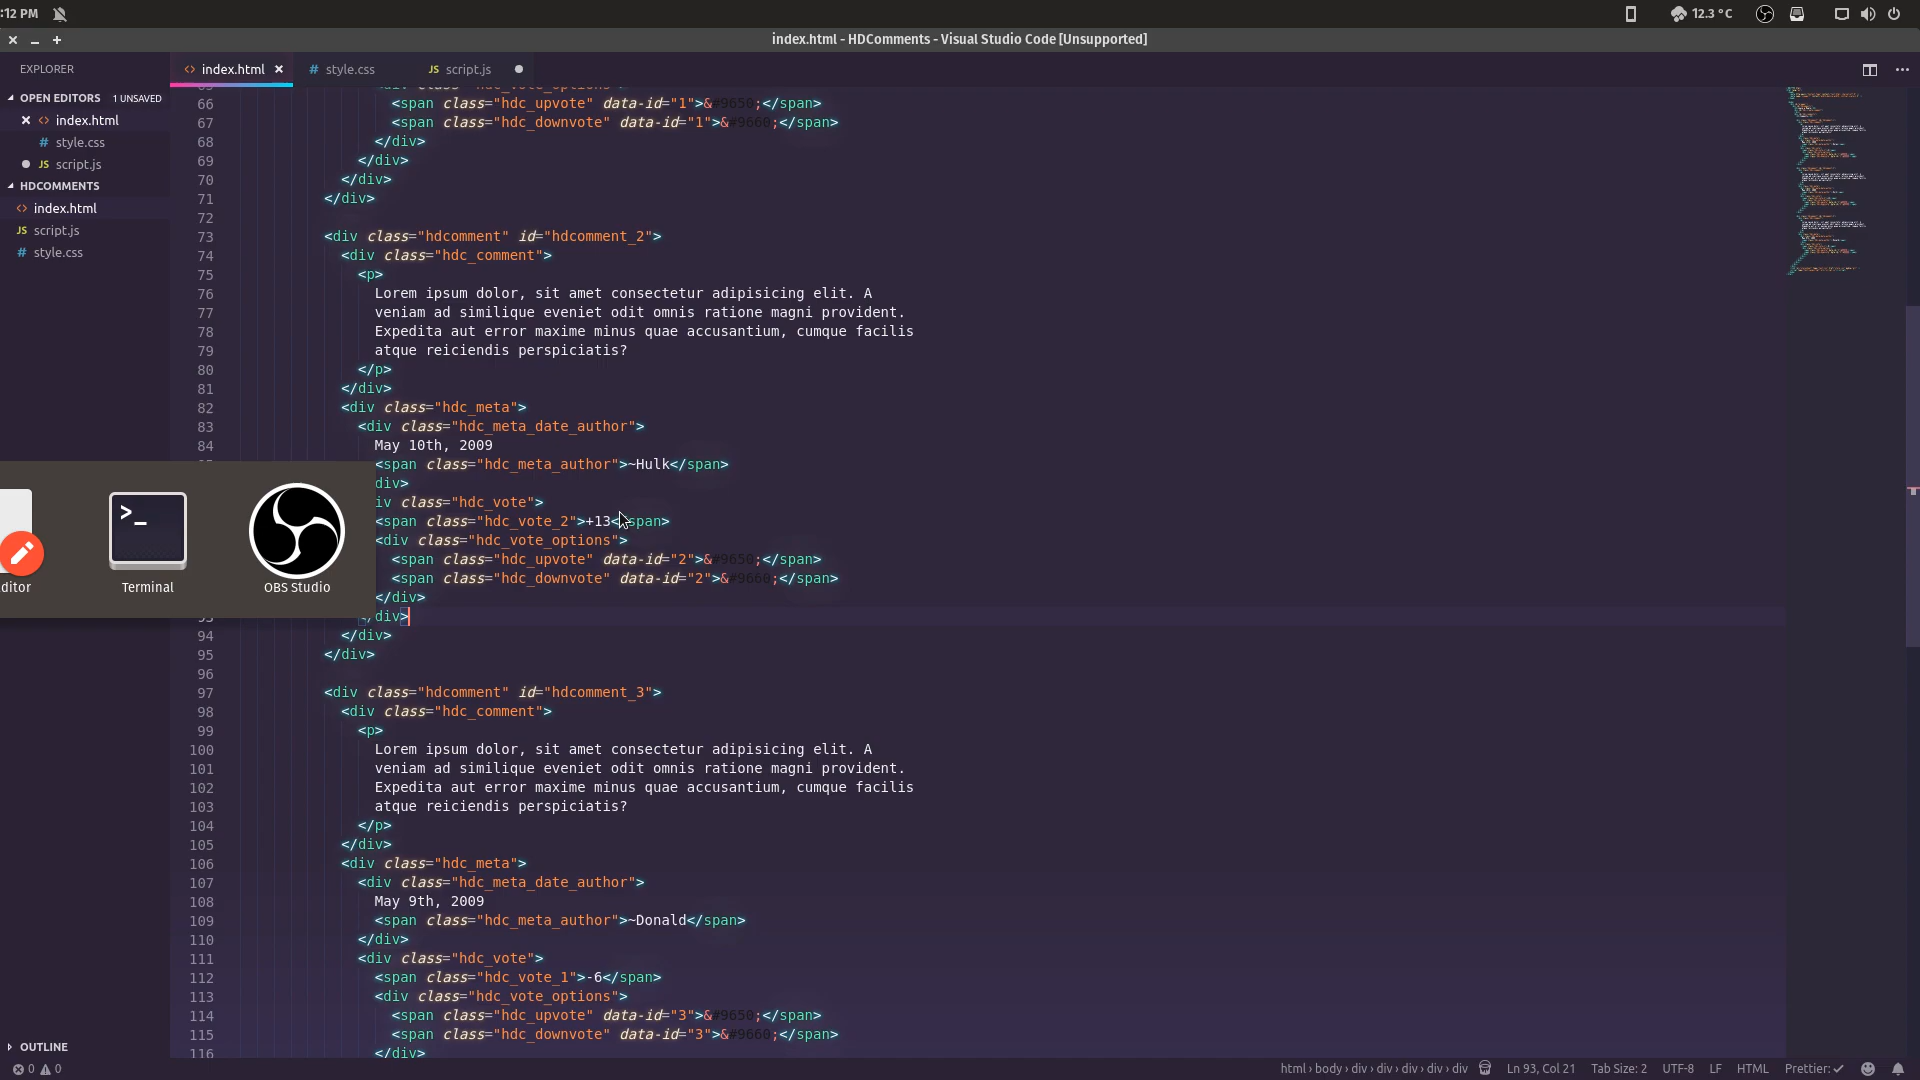 :12 PM
12.3 °C
index.html - HDComments - Visual Studio Code [Unsupported]
EXPLORER
index.html
style.css
JS script.js
OPEN EDITORS 1 UNSAVED
index.html
# style.css
JS script.js
HDCOMMENTS
index.html
JS script.js
# style.css
66 <span class="hdc_upvote" data-id="1">&#9650;</span>
67 <span class="hdc_downvote" data-id="1">&#9660;</span>
68 </div>
69 </div>
70 </div>
71 </div>
72
73 <div class="hdcomment" id="hdcomment_2">
74 <div class="hdc_comment">
75 <p>
76 Lorem ipsum dolor, sit amet consectetur adipisicing elit. A
77 veniam ad similique eveniet odit omnis ratione magni provident.
78 Expedita aut error maxime minus quae accusantium, cumque facilis
79 atque reiciendis perspiciatis?
80 </p>
81 </div>
82 <div class="hdc_meta">
83 <div class="hdc_meta_date_author">
84 May 10th, 2009
<span class="hdc_meta_author">~Hulk</span>
div>
iv class="hdc_vote">
<span class="hdc_vote_2">+13<span>
<div class="hdc_vote_options">
<span class="hdc_upvote" data-id="2">&#9650;</span>
<span class="hdc_downvote" data-id="2">&#9660;</span>
</div>
93 </div>
94 </div>
95 </div>
96
97 <div class="hdcomment" id="hdcomment_3">
98 <div class="hdc_comment">
99 <p>
100 Lorem ipsum dolor, sit amet consectetur adipisicing elit. A
101 veniam ad similique eveniet odit omnis ratione magni provident.
102 Expedita aut error maxime minus quae accusantium, cumque facilis
103 atque reiciendis perspiciatis?
104 </p>
105 </div>
106 <div class="hdc_meta">
107 <div class="hdc_meta_date_author">
108 May 9th, 2009
109 <span class="hdc_meta_author">~Donald</span>
110 </div>
111 <div class="hdc_vote">
112 <span class="hdc_vote_1">-6</span>
113 <div class="hdc_vote_options">
114 <span class="hdc_upvote" data-id="3">&#9650;</span>
115 <span class="hdc_downvote" data-id="3">&#9660;</span>
116 </div>
>_
ditor
Terminal
OBS Studio
OUTLINE
0 0
html › body › div › div › div › div › div
Ln 93, Col 21
Tab Size: 2
UTF-8
LF
HTML
Prettier: ✓